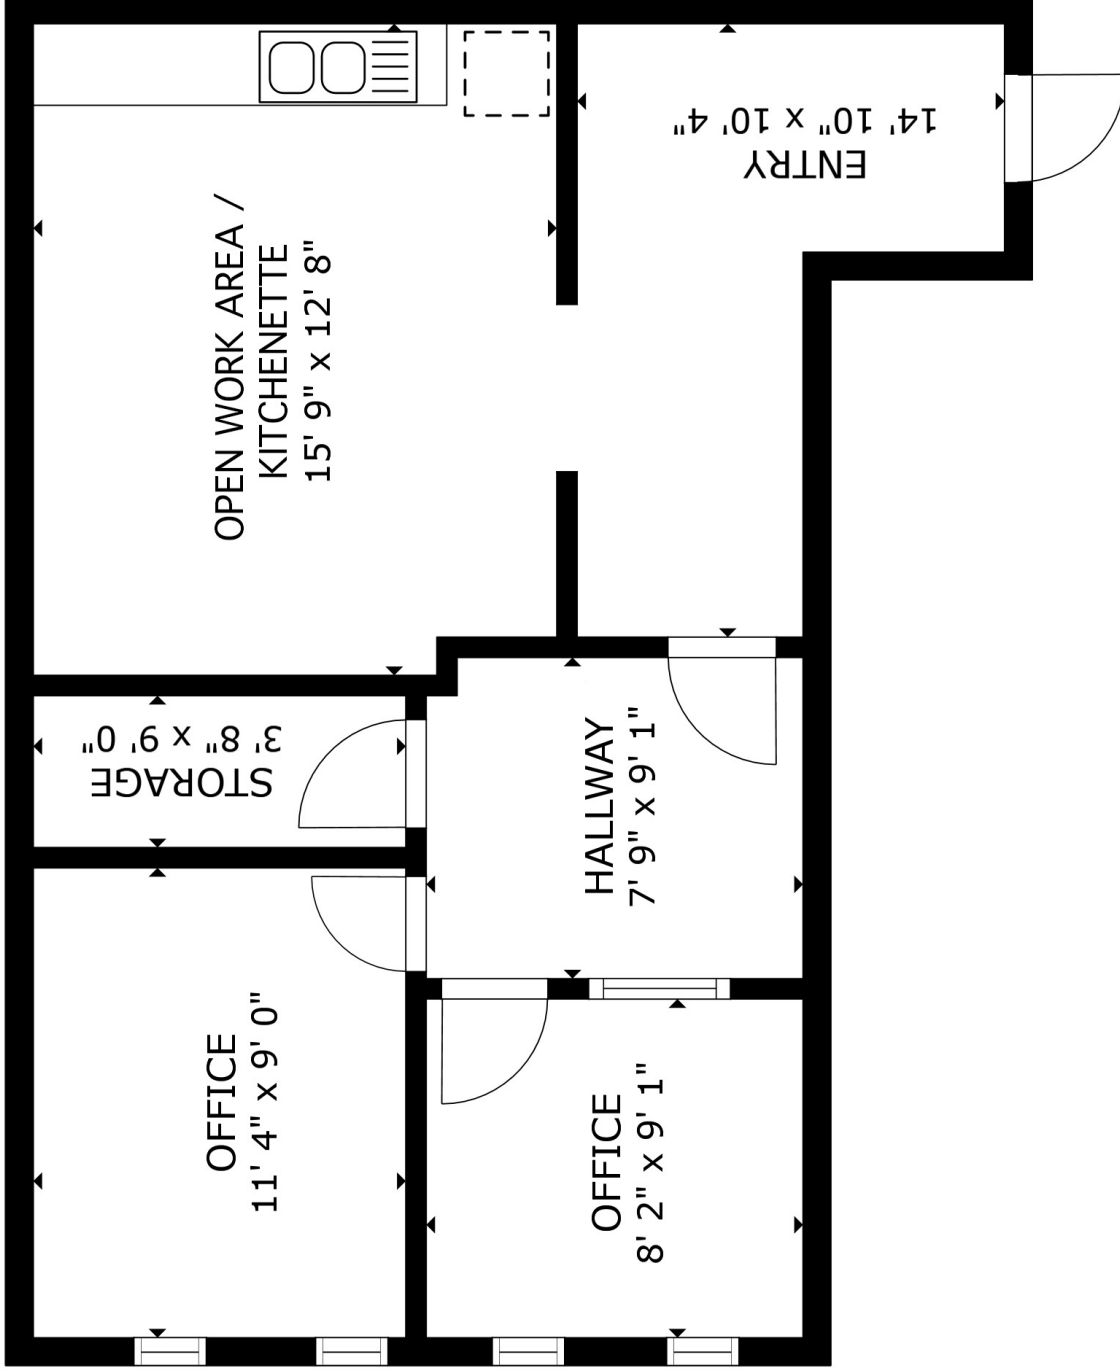 OPEN WORK AREA /
KITCHENETTE
15' 9" x 12' 8"
ENTRY
14' 10" x 10' 4"
STORAGE
3' 8" x 9' 0"
HALLWAY
7' 9" x 9' 1"
OFFICE
11' 4" x 9' 0"
OFFICE
8' 2" x 9' 1"